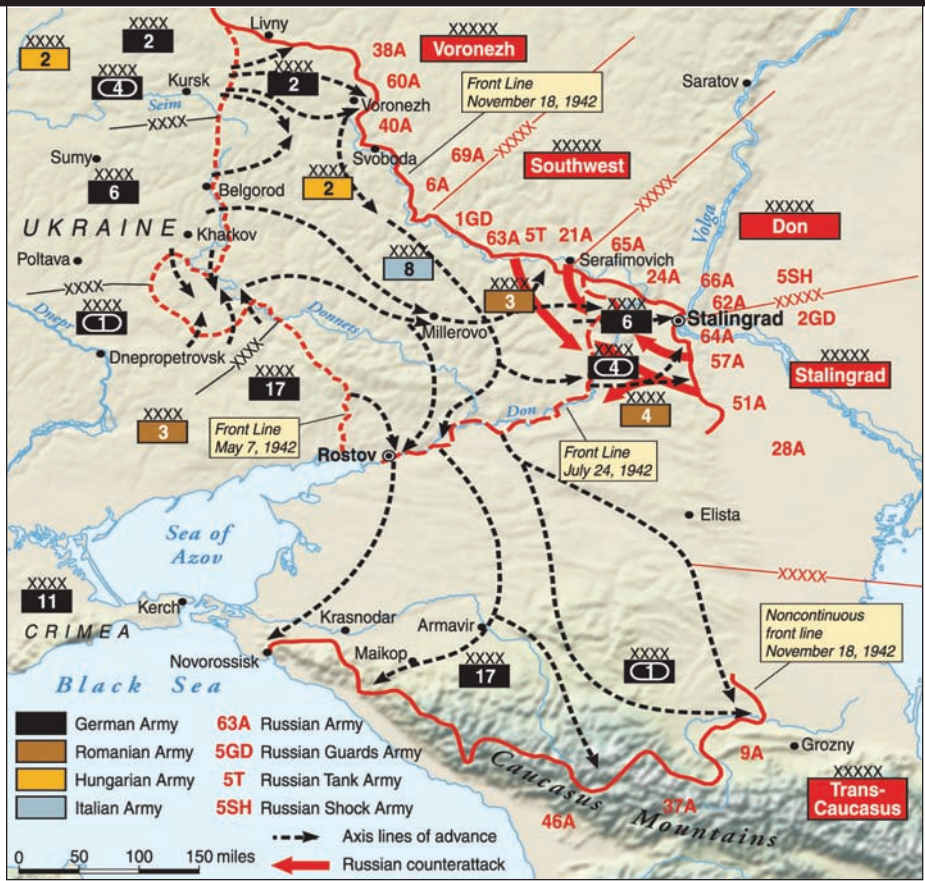 Livny
XXXX
2
XXXX
2
XXXX
4
Kursk
Seim
XXXX
XXXX
2
38A
60A
Voronezh
40A
XXXXX
Voronezh
Front Line
November 18, 1942
Saratov
Sumy
XXXX
6
Belgorod
XXXX
2
Svoboda
69A
XXXXX
6A
XXXXX
Southwest
XXXXX
UKRAINE
Kharkov
Poltava
XXXX
XXXX
1
Dnepr
Dnepropetrovsk
XXXX
1GD
63A
5T
21A
65A
Serafimovich
24A
66A
62A
64A
57A
51A
28A
XXXXX
Don
Volga
5SH
XXXXX
2GD
Stalingrad
XXXXX
Stalingrad
XXXX
8
XXXX
3
XXXX
6
XXXX
4
XXXX
4
Donnets
Millerovo
XXXX
17
XXXX
3
Front Line
May 7, 1942
Rostov
Don
Front Line
July 24, 1942
Elista
XXXXX
Sea of
Azov
XXXX
11
CRIMEA
Kerch
Krasnodar
Armavir
Maikop
Novorossisk
XXXX
17
XXXX
1
Noncontinuous
front line
November 18, 1942
Black Sea
9A
Grozny
XXXXX
Trans-
Caucasus
Caucasus Mountains
46A
37A
German Army
Romanian Army
Hungarian Army
Italian Army
63A Russian Army
5GD Russian Guards Army
5T Russian Tank Army
5SH Russian Shock Army
Axis lines of advance
Russian counterattack
0 50 100 150 miles